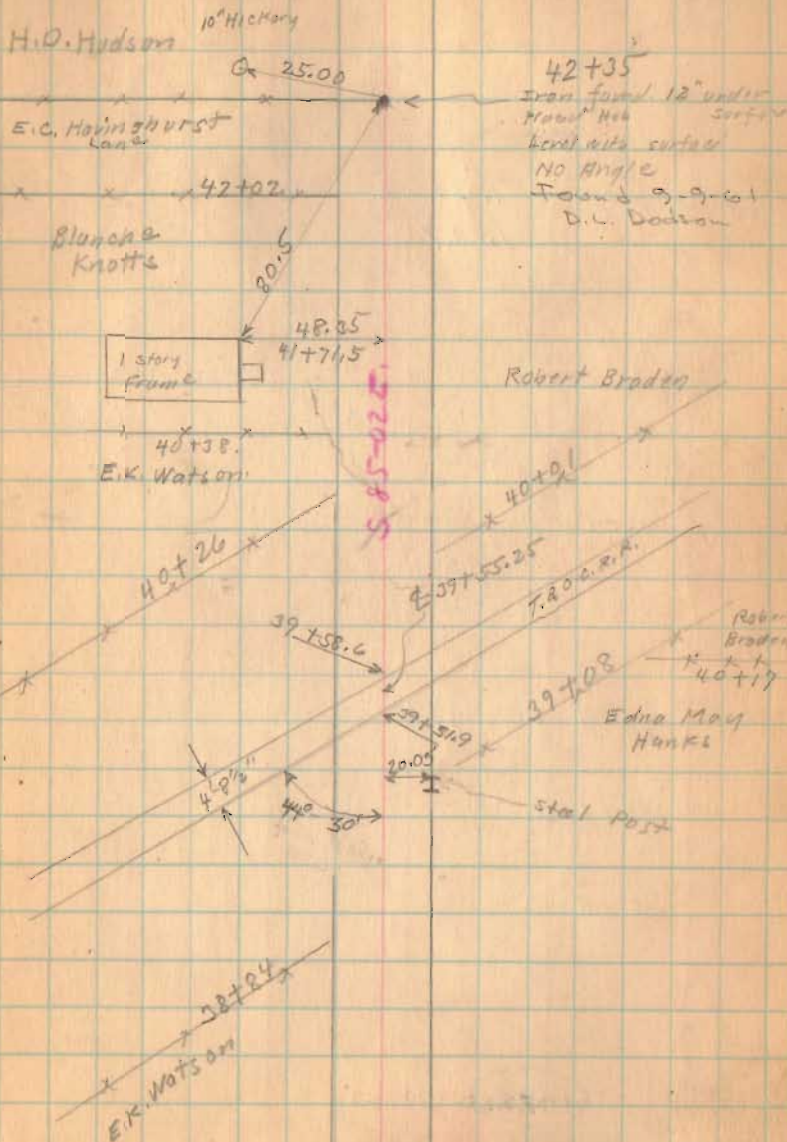 10" Hickory
H.D. Hudson
25.00
42+35
Iron found 12" under
Surface
Hub
Level with surface
No Angle
Found 9-9-61
D.L. Dodson
E.C. Havinghurst
Lane
42+02
Blanche
Knotts
80.5
48.35
41+71.5
1 story
Frame
Robert Braden
S 85-02 E.
40+38.
E.K. Watson
40+01
40+26
℄ 39+55.25
T.&O.C.R.R.
39+58.6
Robert
Braden
40+17
39+08
Edna May
Hanks
39+51.9
20.05
4' 8 1/2"
44° 30'
Steel Post
38+84
E.K. Watson